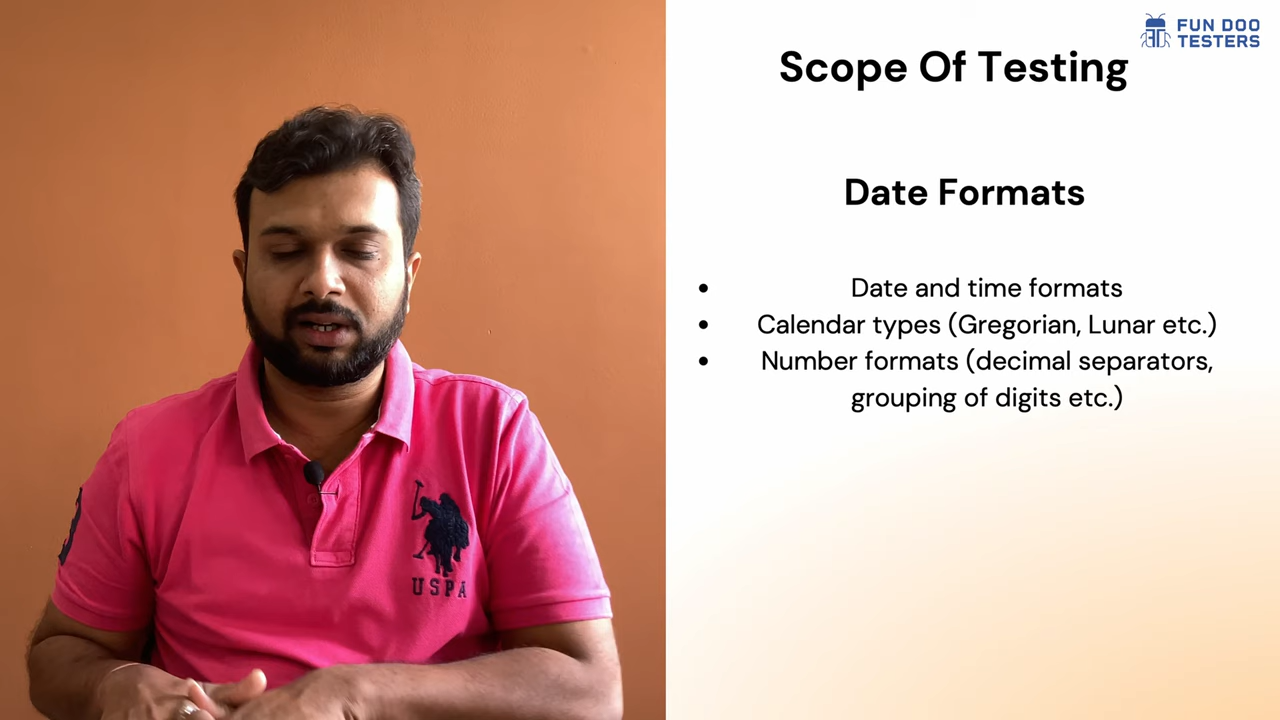 FUN DOO
TESTERS
Scope Of Testing
Date Formats
• Date and time formats
• Calendar types (Gregorian, Lunar etc.)
• Number formats (decimal separators,
grouping of digits etc.)
USPA